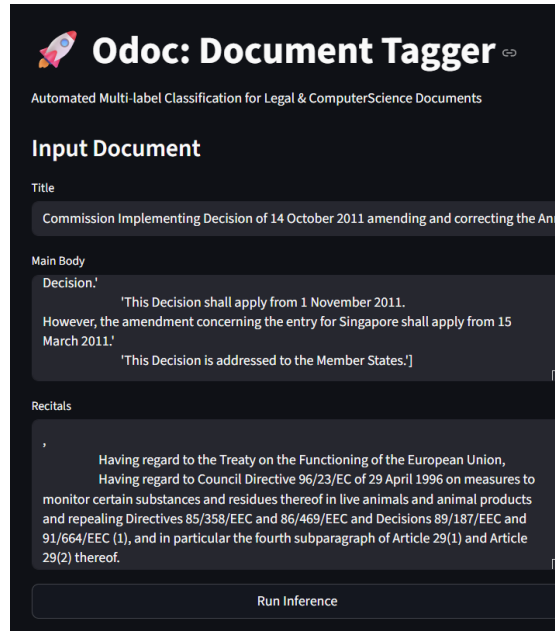 Odoc: Document Tagger
Automated Multi-label Classification for Legal & ComputerScience Documents
Input Document
Title
Commission Implementing Decision of 14 October 2011 amending and correcting the
Main Body
Decision.'
'This Decision shall apply from 1 November 2011.
However, the amendment concerning the entry for Singapore shall apply from 15
March 2011.'
'This Decision is addressed to the Member States.']
Recitals
,
Having regard to the Treaty on the Functioning of the European Union,
Having regard to Council Directive 96/23/EC of 29 April 1996 on measures to
monitor certain substances and residues thereof in live animals and animal products
and repealing Directives 85/358/EEC and 86/469/EEC and Decisions 89/187/EEC and
91/664/EEC (1), and in particular the fourth subparagraph of Article 29(1) and Article
29(2) thereof.
Run Inference